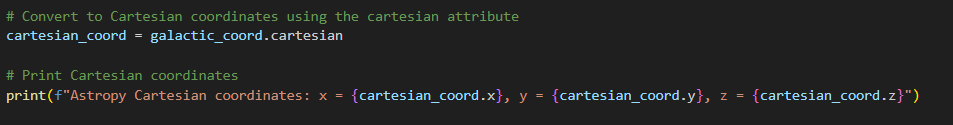 # Convert to Cartesian coordinates using the cartesian attribute
cartesian_coord = galactic_coord.cartesian
# Print Cartesian coordinates
print(f"Astropy Cartesian coordinates: x = {cartesian_coord.x}, y = {cartesian_coord.y}, z = {cartesian_coord.z}")